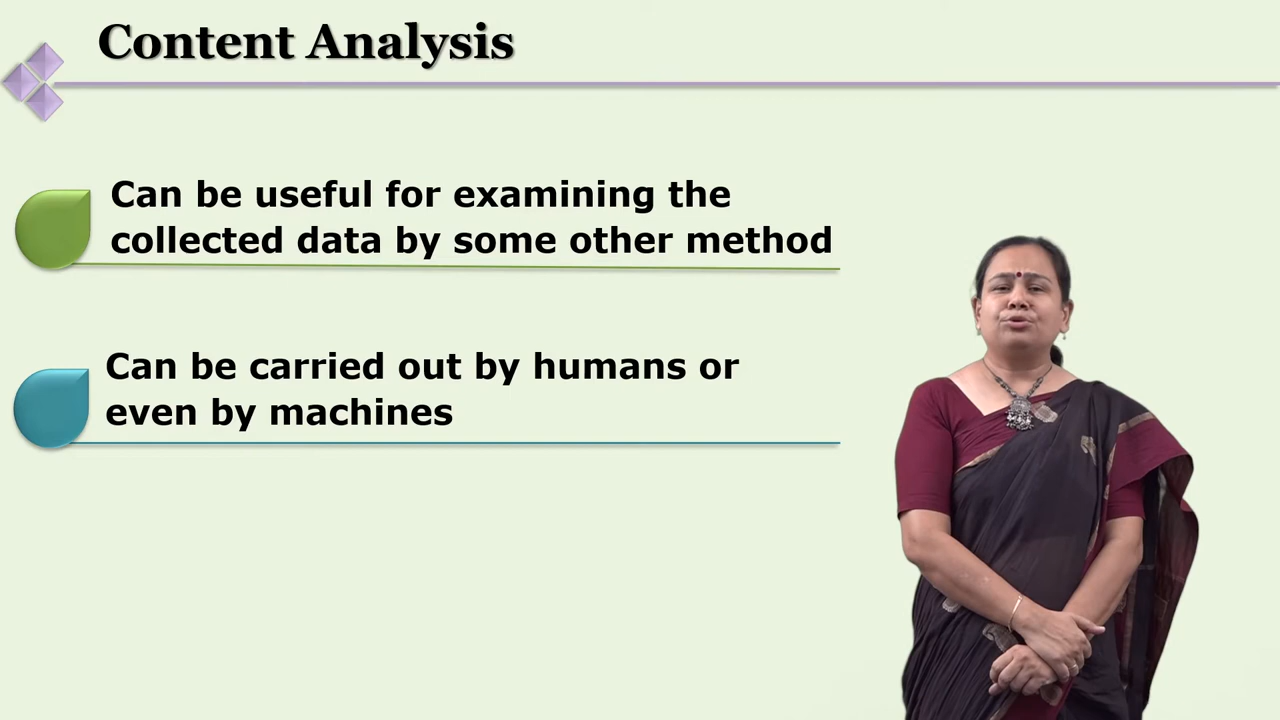 Content Analysis
Can be useful for examining the
collected data by some other method
Can be carried out by humans or
even by machines